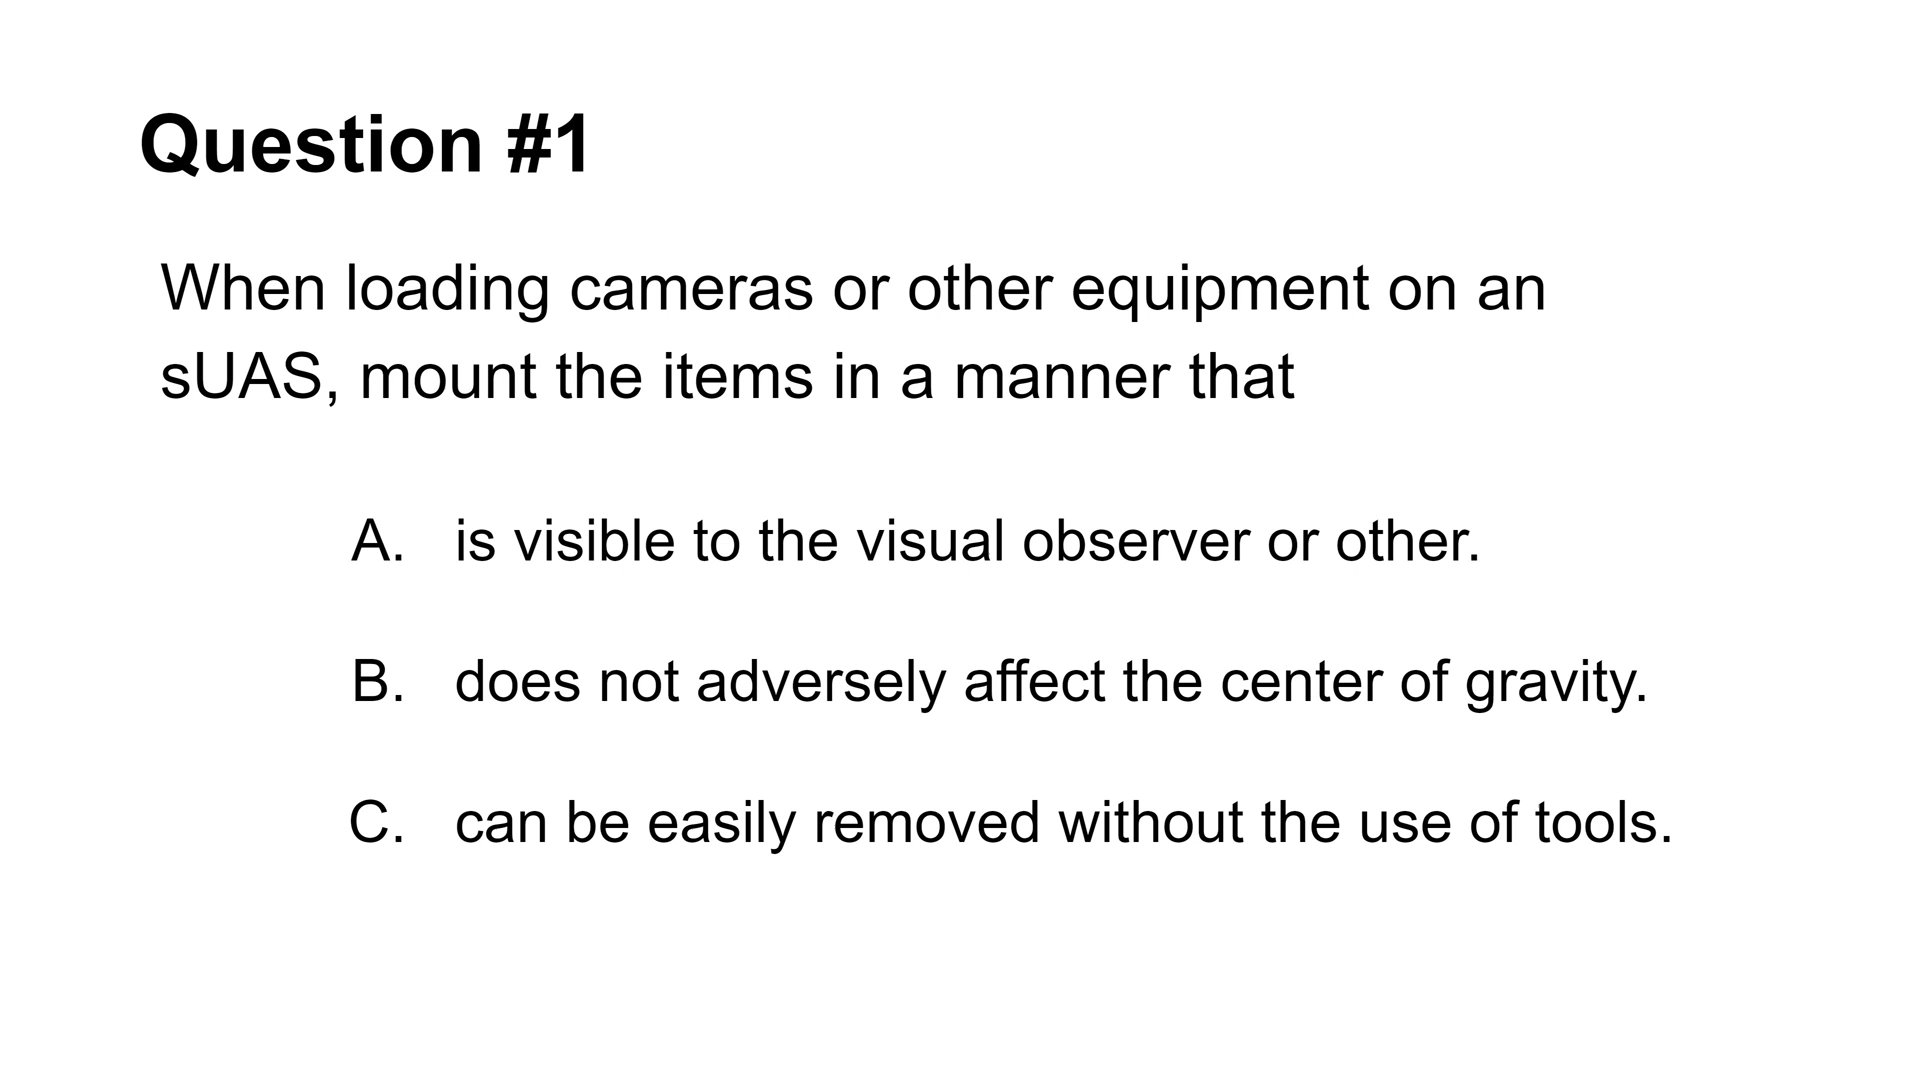 Question #1
When loading cameras or other equipment on an
sUAS, mount the items in a manner that
A. is visible to the visual observer or other.
B. does not adversely affect the center of gravity.
C. can be easily removed without the use of tools.